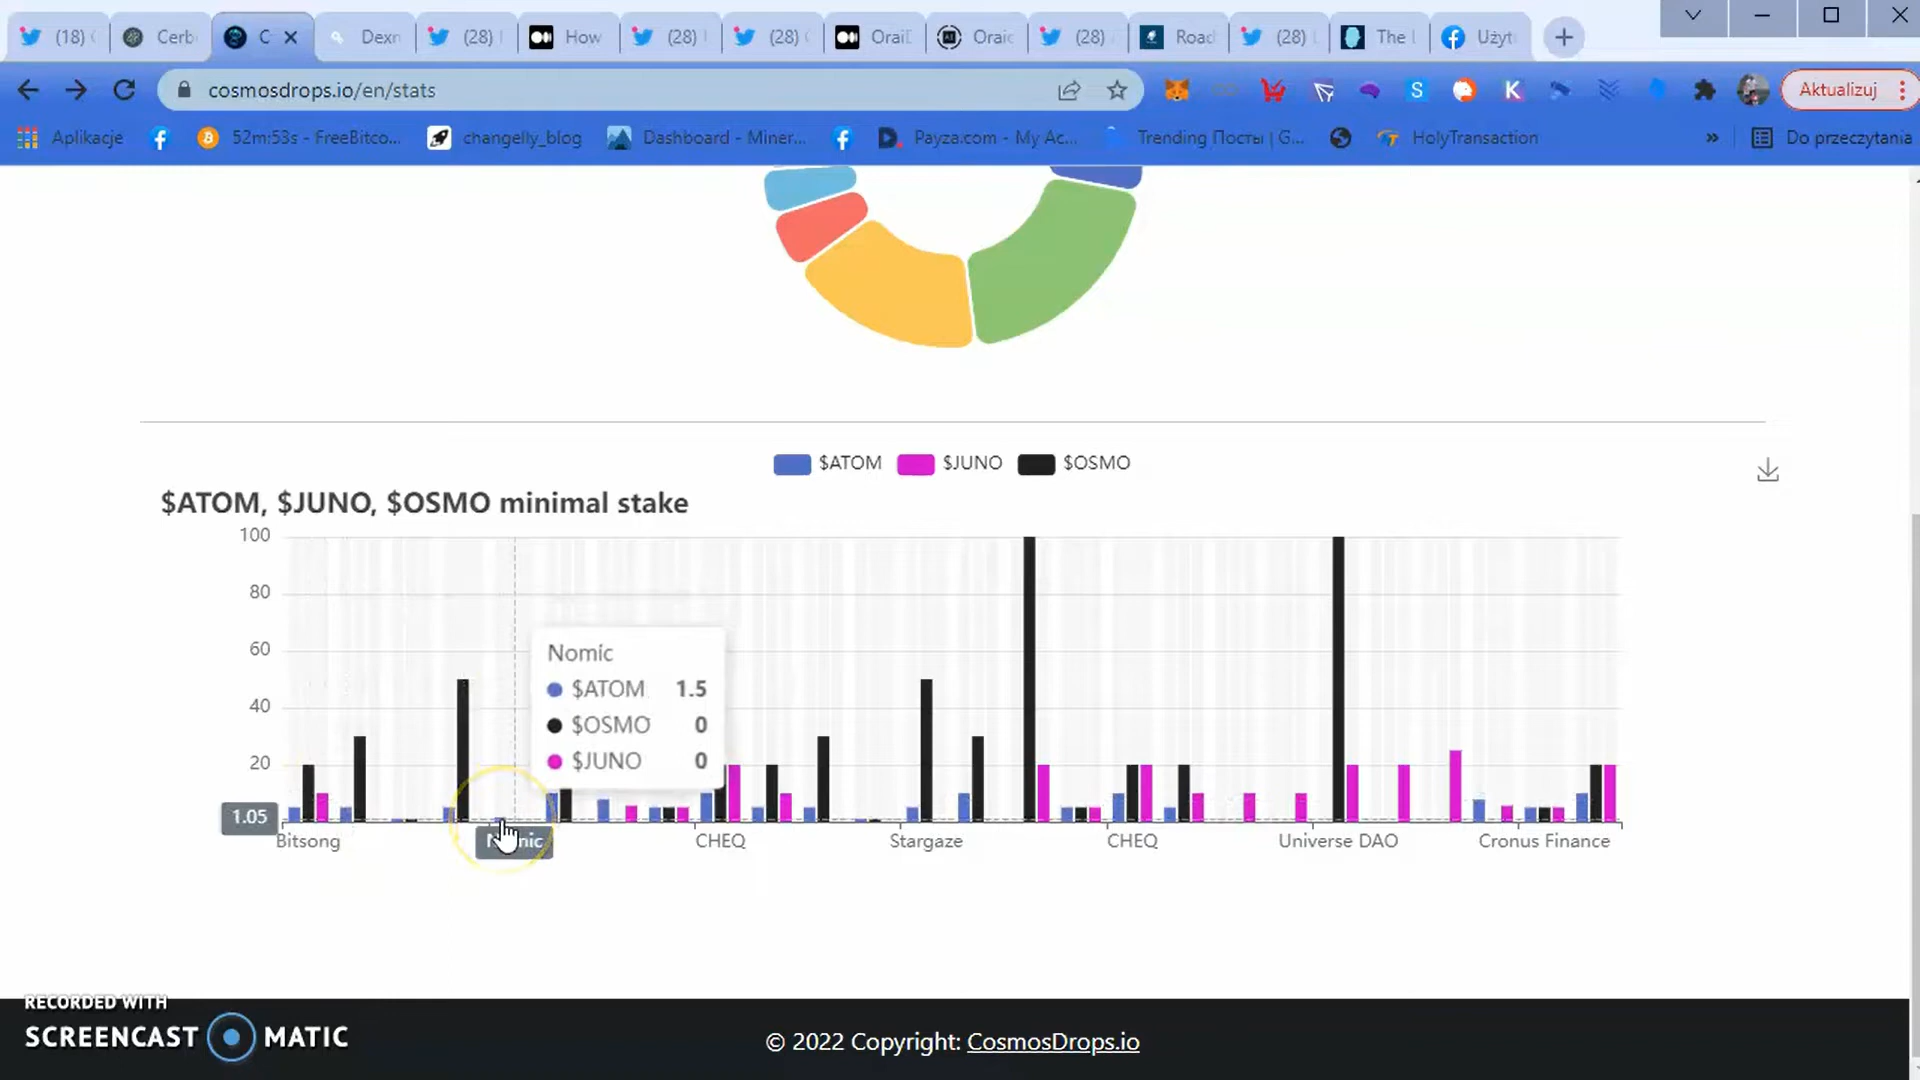 (18)
Cerb
C
Dexr
(28)
How
(28)
(28)
Orail
Oraic
(28)
Road
(28)
The
Użyt
cosmosdrops.io/en/stats
S
K
Aktualizuj
Aplikacje
52m:53s - FreeBitco...
changelly_blog
Dashboard - Miner...
Payza.com - My Ac...
Trending Посты | G...
HolyTransaction
»
Do przeczytania
$ATOM
$JUNO
$OSMO
$ATOM, $JUNO, $OSMO minimal stake
100
80
60
40
20
1.05
Nomic
$ATOM 1.5
$OSMO 0
$JUNO 0
Bitsong
CHEQ
Stargaze
CHEQ
Universe DAO
Cronus Finance
RECORDED WITH
SCREENCAST MATIC
© 2022 Copyright: CosmosDrops.io